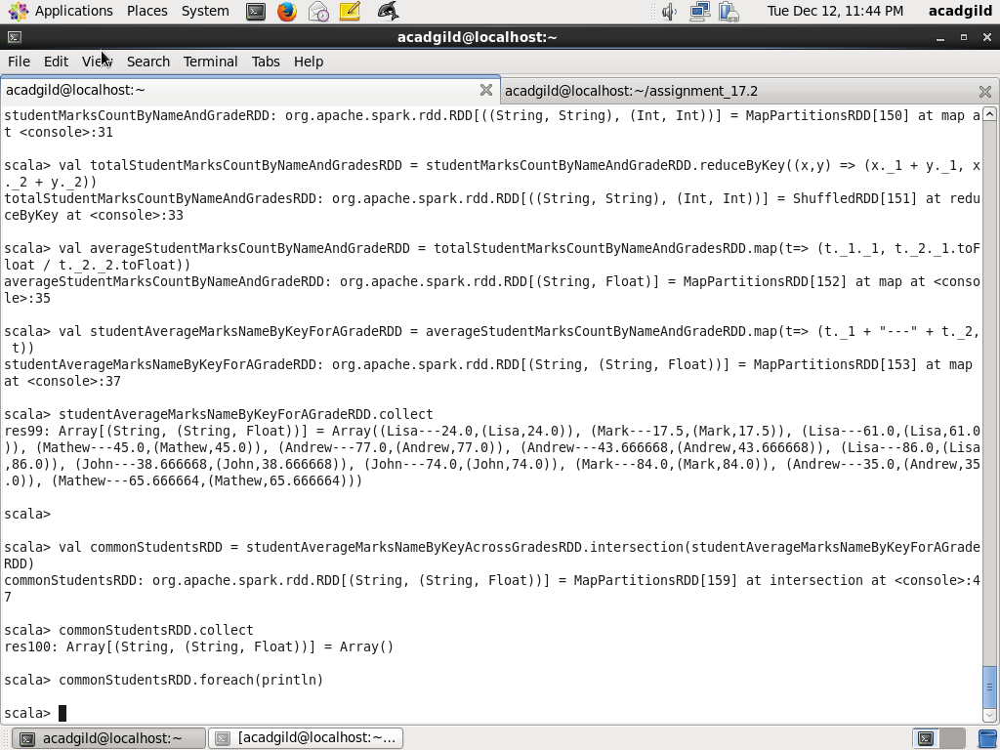 Applications Places System Tue Dec 12, 11:44 PM acadgild
acadgild@localhost:~
File Edit View Search Terminal Tabs Help
acadgild@localhost:~ acadgild@localhost:~/assignment_17.2
studentMarksCountByNameAndGradeRDD: org.apache.spark.rdd.RDD[((String, String), (Int, Int))] = MapPartitionsRDD[150] at map a
t <console>:31
scala> val totalStudentMarksCountByNameAndGradesRDD = studentMarksCountByNameAndGradeRDD.reduceByKey((x,y) => (x._1 + y._1, x
._2 + y._2))
totalStudentMarksCountByNameAndGradesRDD: org.apache.spark.rdd.RDD[((String, String), (Int, Int))] = ShuffledRDD[151] at redu
ceByKey at <console>:33
scala> val averageStudentMarksCountByNameAndGradeRDD = totalStudentMarksCountByNameAndGradesRDD.map(t=> (t._1._1, t._2._1.toF
loat / t._2._2.toFloat))
averageStudentMarksCountByNameAndGradeRDD: org.apache.spark.rdd.RDD[(String, Float)] = MapPartitionsRDD[152] at map at <conso
le>:35
scala> val studentAverageMarksNameByKeyForAGradeRDD = averageStudentMarksCountByNameAndGradeRDD.map(t=> (t._1 + "---" + t._2,
 t))
studentAverageMarksNameByKeyForAGradeRDD: org.apache.spark.rdd.RDD[(String, (String, Float))] = MapPartitionsRDD[153] at map
at <console>:37
scala> studentAverageMarksNameByKeyForAGradeRDD.collect
res99: Array[(String, (String, Float))] = Array((Lisa---24.0,(Lisa,24.0)), (Mark---17.5,(Mark,17.5)), (Lisa---61.0,(Lisa,61.0
)), (Mathew---45.0,(Mathew,45.0)), (Andrew---77.0,(Andrew,77.0)), (Andrew---43.666668,(Andrew,43.666668)), (Lisa---86.0,(Lisa
,86.0)), (John---38.666668,(John,38.666668)), (John---74.0,(John,74.0)), (Mark---84.0,(Mark,84.0)), (Andrew---35.0,(Andrew,35
.0)), (Mathew---65.666664,(Mathew,65.666664)))
scala>
scala> val commonStudentsRDD = studentAverageMarksNameByKeyAcrossGradesRDD.intersection(studentAverageMarksNameByKeyForAGrade
RDD)
commonStudentsRDD: org.apache.spark.rdd.RDD[(String, (String, Float))] = MapPartitionsRDD[159] at intersection at <console>:4
7
scala> commonStudentsRDD.collect
res100: Array[(String, (String, Float))] = Array()
scala> commonStudentsRDD.foreach(println)
scala>
acadgild@localhost:~ [acadgild@localhost:~...